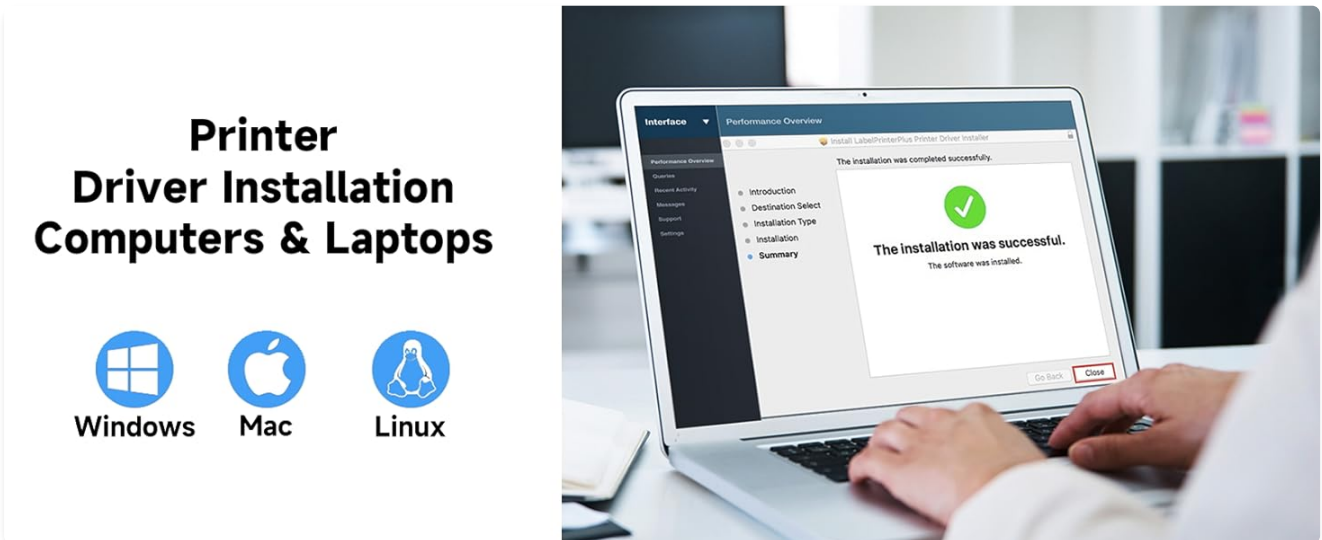 Printer
Driver Installation
Computers & Laptops
Windows
Mac
Linux
Interface
Performance Overview
Install LabelPrinterPlus Printer Driver Installer
Performance Overview
Queries
Recent Activity
Messages
Support
Settings
The installation was completed successfully.
Introduction
Destination Select
Installation Type
Installation
Summary
The installation was successful.
The software was installed.
Go Back
Close